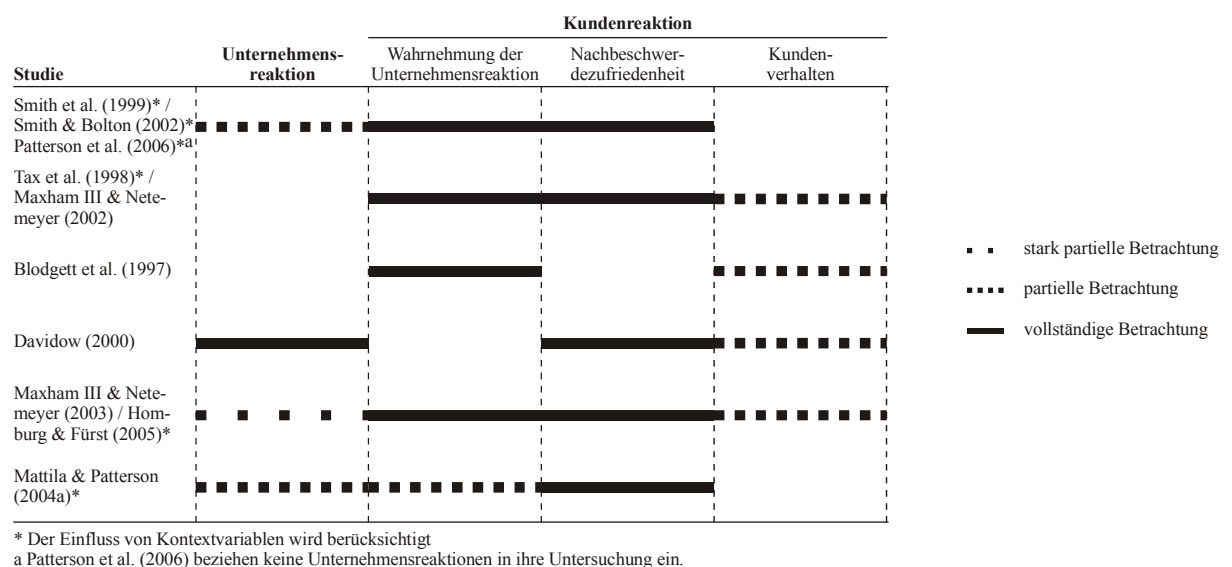 Kundenreaktion
Unternehmens-
reaktion
Wahrnehmung der
Unternehmensreaktion
Nachbeschwer-
dezufriedenheit
Kunden-
verhalten
Studie
Smith et al. (1999)* /
Smith & Bolton (2002)*
Patterson et al. (2006)*a
Tax et al. (1998)* /
Maxham III & Nete-
meyer (2002)
Blodgett et al. (1997)
Davidow (2000)
Maxham III & Nete-
meyer (2003) / Hom-
burg & Fürst (2005)*
Mattila & Patterson
(2004a)*
stark partielle Betrachtung
partielle Betrachtung
vollständige Betrachtung
* Der Einfluss von Kontextvariablen wird berücksichtigt
a Patterson et al. (2006) beziehen keine Unternehmensreaktionen in ihre Untersuchung ein.